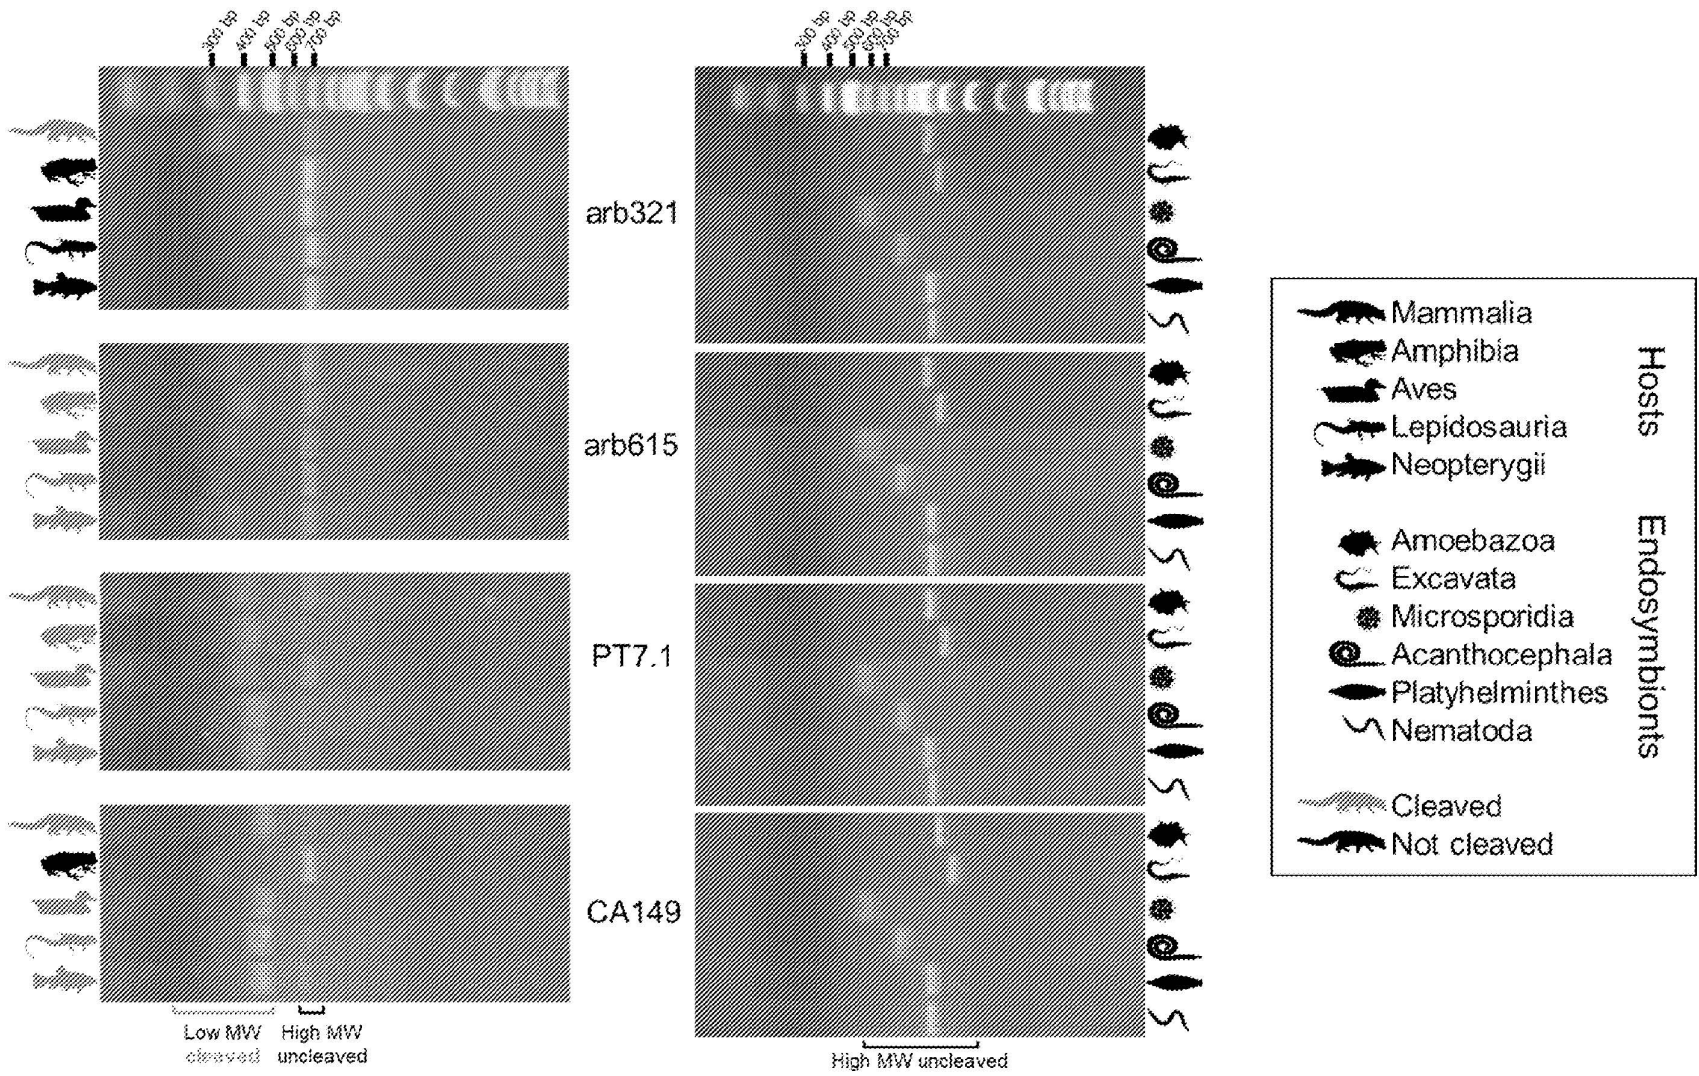 300 bp
400 bp
500 bp
600 bp
700 bp
300 bp
400 bp
500 bp
600 bp
700 bp
arb321
arb615
PT7.1
CA149
Low MW
cleaved
High MW
uncleaved
High MW uncleaved
Mammalia
Amphibia
Aves
Lepidosauria
Neopterygii
Hosts
Amoebazoa
Excavata
Microsporidia
Acanthocephala
Platyhelminthes
Nematoda
Endosymbionts
Cleaved
Not cleaved